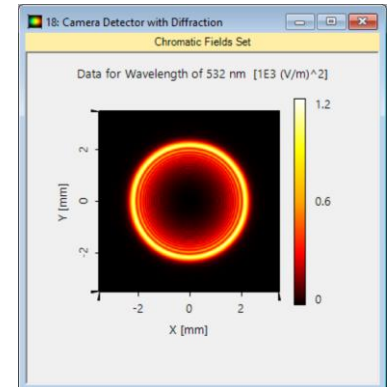 18: Camera Detector with Diffraction
Chromatic Fields Set
Data for Wavelength of 532 nm [1E3 (V/m)^2]
1.2
0.6
0
2
0
-2
Y [mm]
-2 0 2
X [mm]